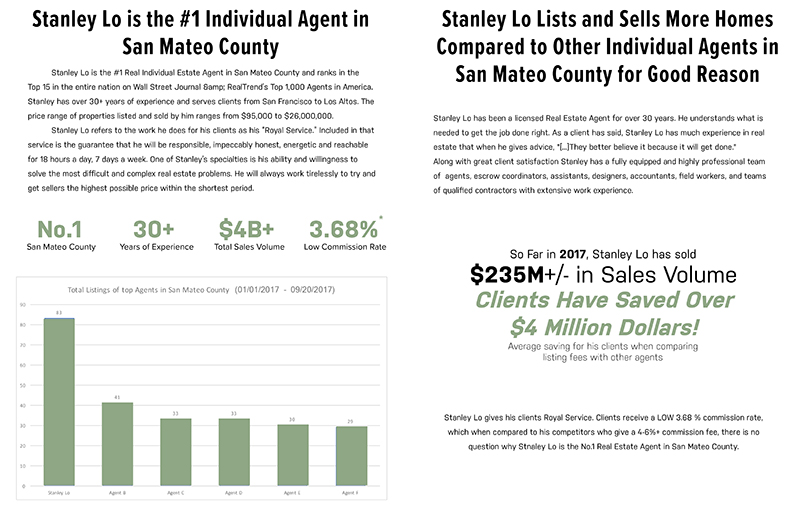 Stanley Lo is the #1 Individual Agent in
San Mateo County
Stanley Lo is the #1 Real Individual Estate Agent in San Mateo County and ranks in the
Top 15 in the entire nation on Wall Street Journal &amp; RealTrend's Top 1,000 Agents in America.
Stanley has over 30+ years of experience and serves clients from San Francisco to Los Altos. The
price range of properties listed and sold by him ranges from $95,000 to $26,000,000.
Stanley Lo refers to the work he does for his clients as his "Royal Service." Included in that
service is the guarantee that he will be responsible, impeccably honest, energetic and reachable
for 18 hours a day, 7 days a week. One of Stanley's specialties is his ability and willingness to
solve the most difficult and complex real estate problems. He will always work tirelessly to try and
get sellers the highest possible price within the shortest period.
No.1
San Mateo County
30+
Years of Experience
$4B+
Total Sales Volume
3.68%*
Low Commission Rate
Total Listings of top Agents in San Mateo County (01/01/2017 - 09/20/2017)
90
80
70
60
50
40
30
20
10
0
83
41
33
33
30
29
Stanley Lo
Agent B
Agent C
Agent D
Agent E
Agent F
Stanley Lo Lists and Sells More Homes
Compared to Other Individual Agents in
San Mateo County for Good Reason
Stanley Lo has been a licensed Real Estate Agent for over 30 years. He understands what is
needed to get the job done right. As a client has said, Stanley Lo has much experience in real
estate that when he gives advice, "[...]They better believe it because it will get done."
Along with great client satisfaction Stanley has a fully equipped and highly professional team
of agents, escrow coordinators, assistants, designers, accountants, field workers, and teams
of qualified contractors with extensive work experience.
So Far in 2017, Stanley Lo has sold
$235M+/- in Sales Volume
Clients Have Saved Over
$4 Million Dollars!
Average saving for his clients when comparing
listing fees with other agents
Stanley Lo gives his clients Royal Service. Clients receive a LOW 3.68 % commission rate,
which when compared to his competitors who give a 4-6%+ commission fee, there is no
question why Stnaley Lo is the No.1 Real Estate Agent in San Mateo County.